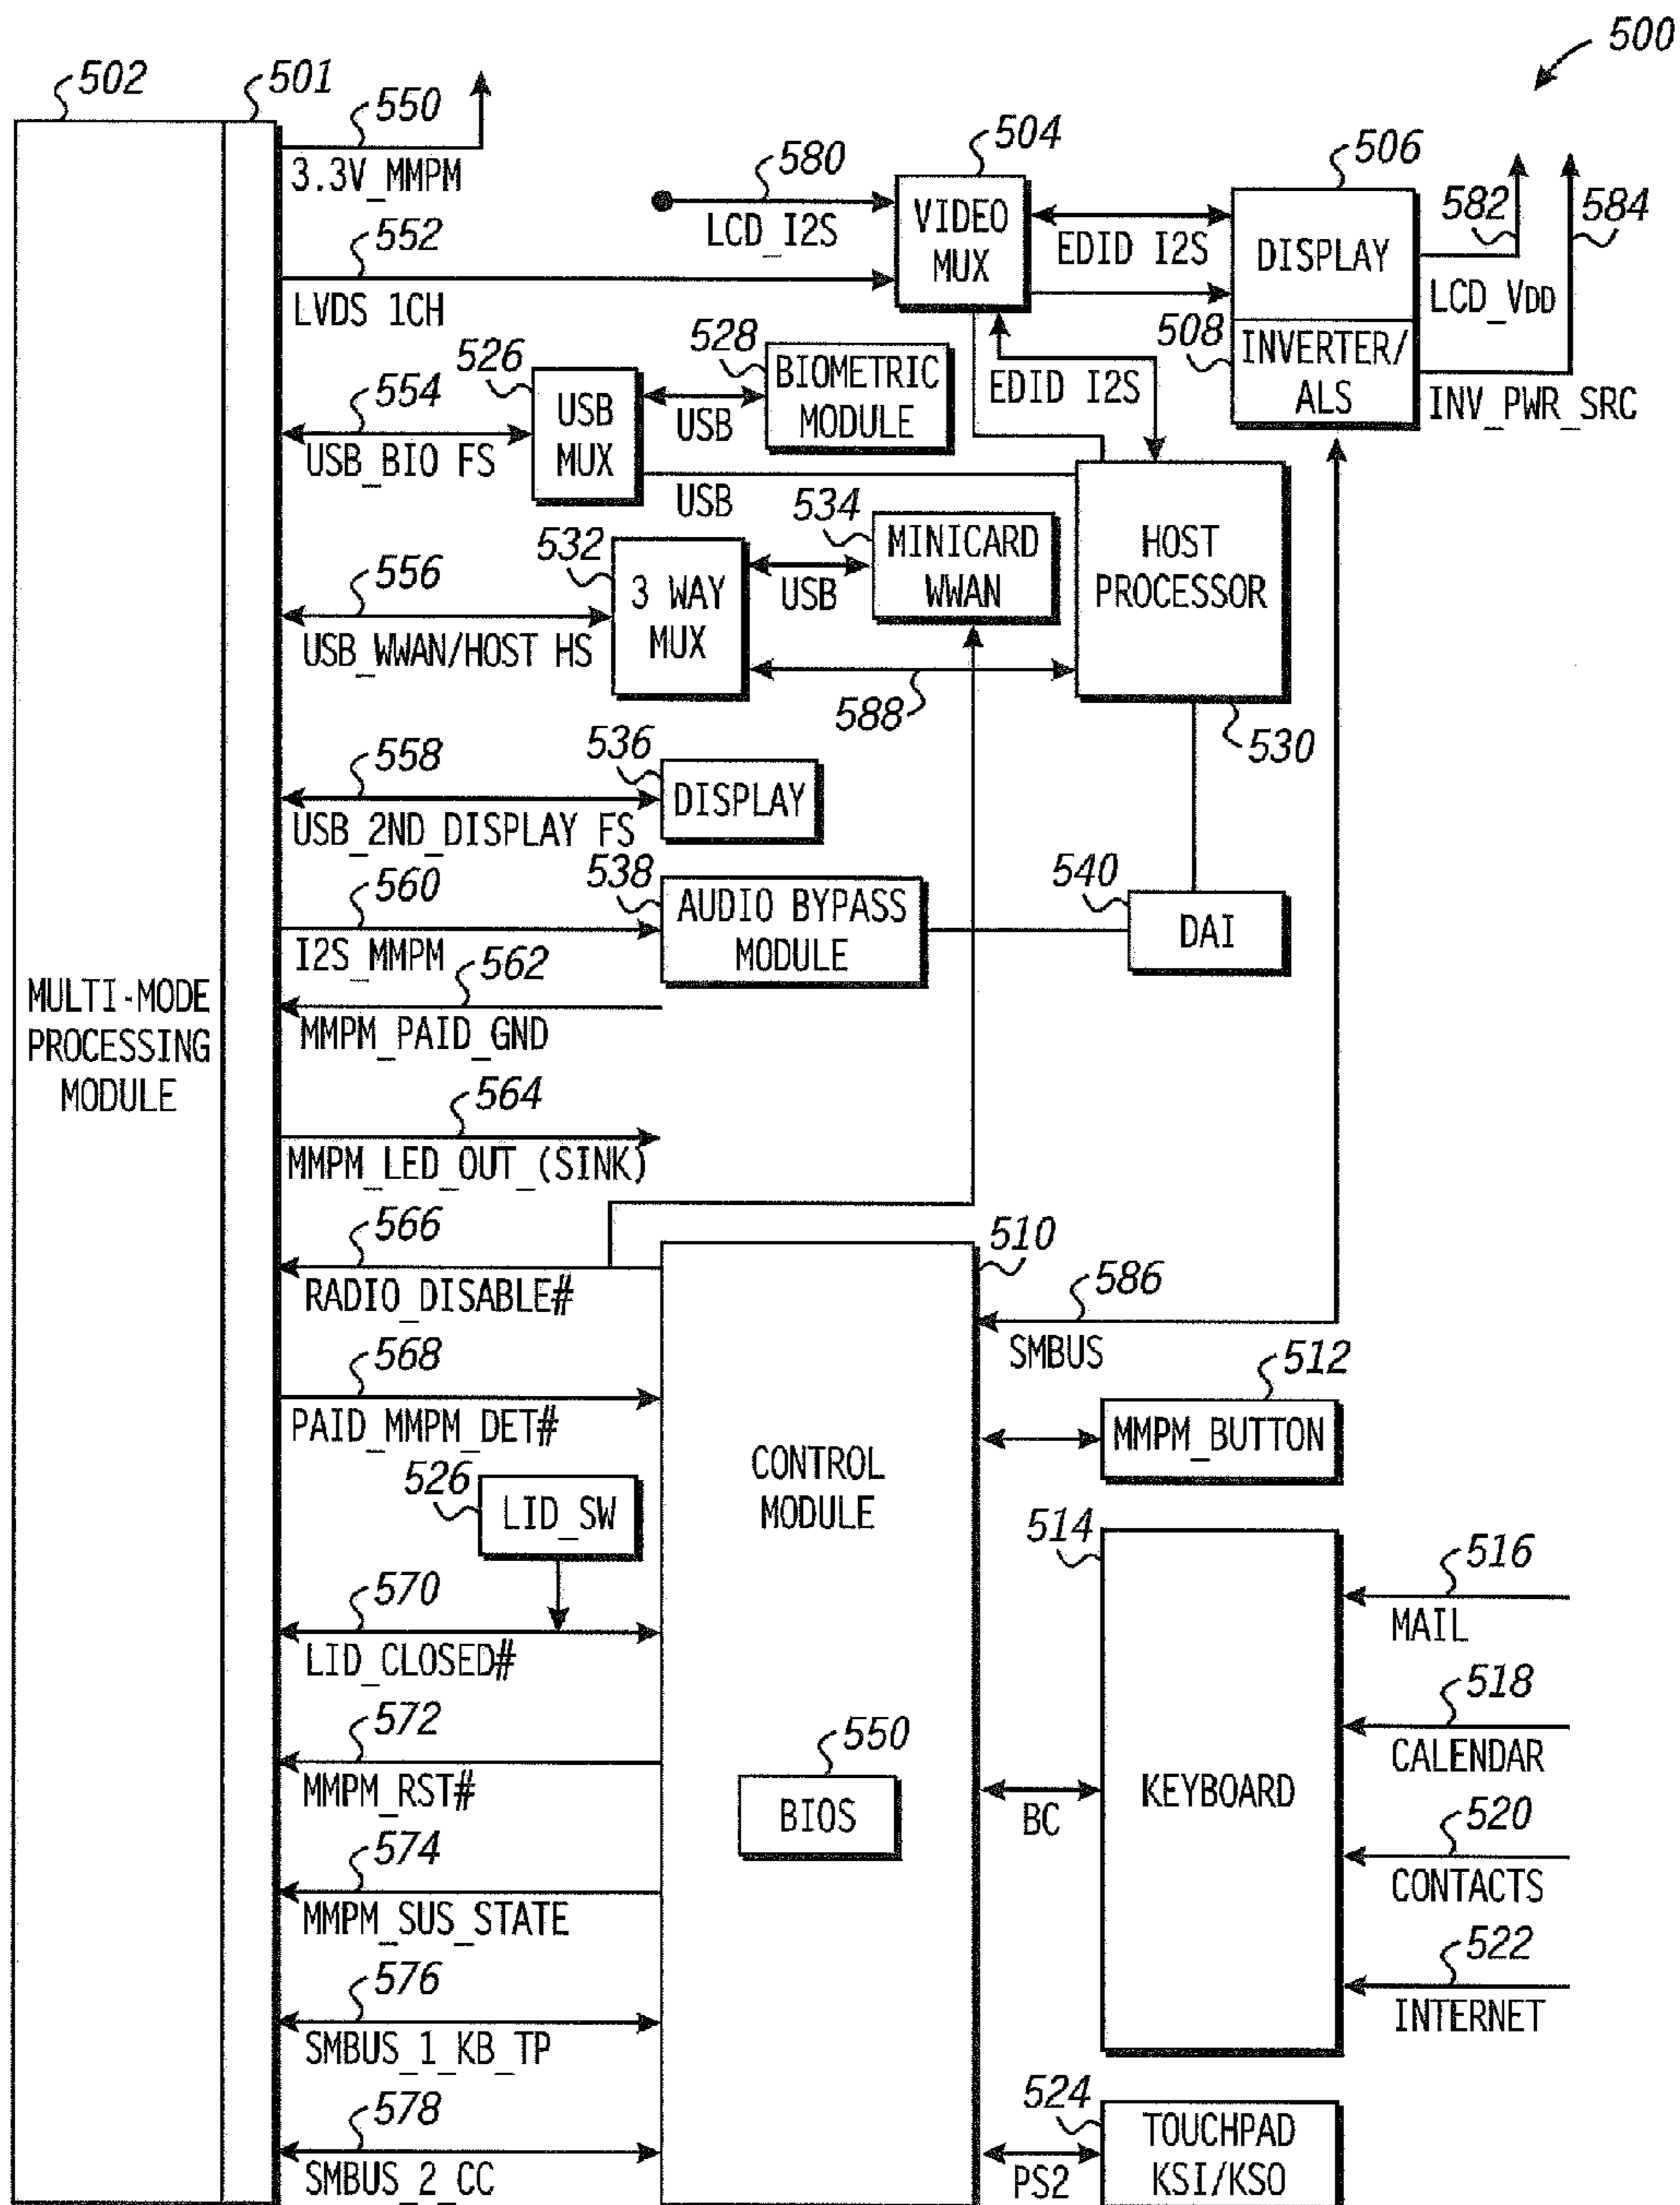 500
502
501
550
3.3V_MMPM
580
LCD_I2S
504
VIDEO
MUX
EDID I2S
506
DISPLAY
582
584
LCD_VDD
552
LVDS 1CH
508
INVERTER/
ALS
INV_PWR_SRC
EDID I2S
526
USB
MUX
528
BIOMETRIC
MODULE
USB
554
USB_BIO FS
USB
532
3 WAY
MUX
534
MINICARD
WWAN
USB
HOST
PROCESSOR
530
556
USB_WWAN/HOST HS
588
558
USB_2ND_DISPLAY FS
536
DISPLAY
560
I2S_MMPM
538
AUDIO BYPASS
MODULE
540
DAI
562
MMPM_PAID_GND
MULTI-MODE
PROCESSING
MODULE
564
MMPM_LED_OUT_(SINK)
566
RADIO_DISABLE#
510
586
SMBUS
568
PAID_MMPM_DET#
512
MMPM_BUTTON
CONTROL
MODULE
526
LID_SW
514
KEYBOARD
516
MAIL
570
LID_CLOSED#
518
CALENDAR
572
MMPM_RST#
550
BIOS
BC
520
CONTACTS
574
MMPM_SUS_STATE
522
INTERNET
576
SMBUS_1_KB_TP
578
SMBUS_2_CC
524
TOUCHPAD
KSI/KSO
PS2